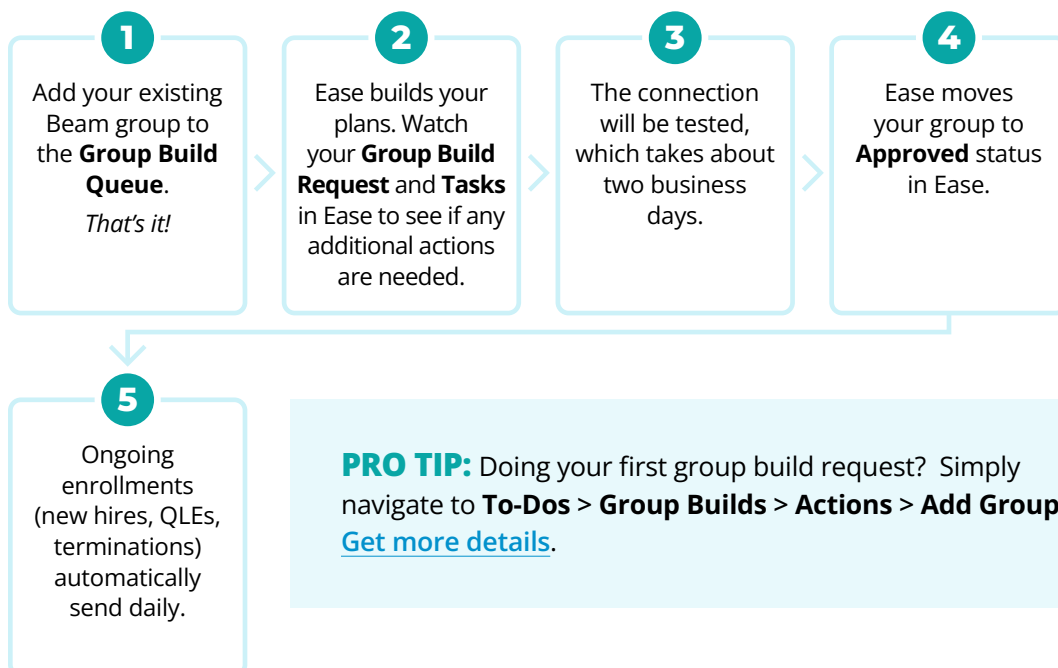 1
Add your existing
Beam group to
the Group Build
Queue.
That's it!
2
Ease builds your
plans. Watch
your Group Build
Request and Tasks
in Ease to see if any
additional actions
are needed.
3
The connection
will be tested,
which takes about
two business
days.
4
Ease moves
your group to
Approved status
in Ease.
5
Ongoing
enrollments
(new hires, QLEs,
terminations)
automatically
send daily.
PRO TIP: Doing your first group build request? Simply
navigate to To-Dos > Group Builds > Actions > Add Group
Get more details.